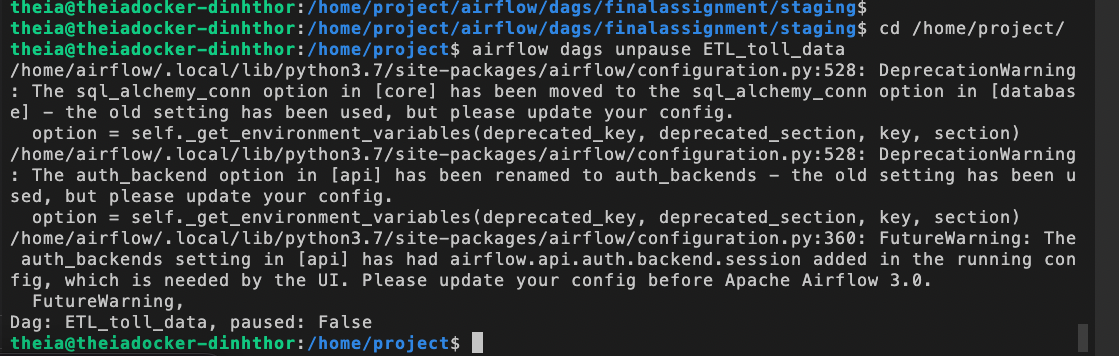 theia@theiadocker-dinhthor:/home/project/airflow/dags/finalassignment/staging$
theia@theiadocker-dinhthor:/home/project/airflow/dags/finalassignment/staging$ cd /home/project/
theia@theiadocker-dinhthor:/home/project$ airflow dags unpause ETL_toll_data
/home/airflow/.local/lib/python3.7/site-packages/airflow/configuration.py:528: DeprecationWarning
: The sql_alchemy_conn option in [core] has been moved to the sql_alchemy_conn option in [databas
e] - the old setting has been used, but please update your config.
  option = self._get_environment_variables(deprecated_key, deprecated_section, key, section)
/home/airflow/.local/lib/python3.7/site-packages/airflow/configuration.py:528: DeprecationWarning
: The auth_backend option in [api] has been renamed to auth_backends - the old setting has been u
sed, but please update your config.
  option = self._get_environment_variables(deprecated_key, deprecated_section, key, section)
/home/airflow/.local/lib/python3.7/site-packages/airflow/configuration.py:360: FutureWarning: The
 auth_backends setting in [api] has had airflow.api.auth.backend.session added in the running con
fig, which is needed by the UI. Please update your config before Apache Airflow 3.0.
  FutureWarning,
Dag: ETL_toll_data, paused: False
theia@theiadocker-dinhthor:/home/project$